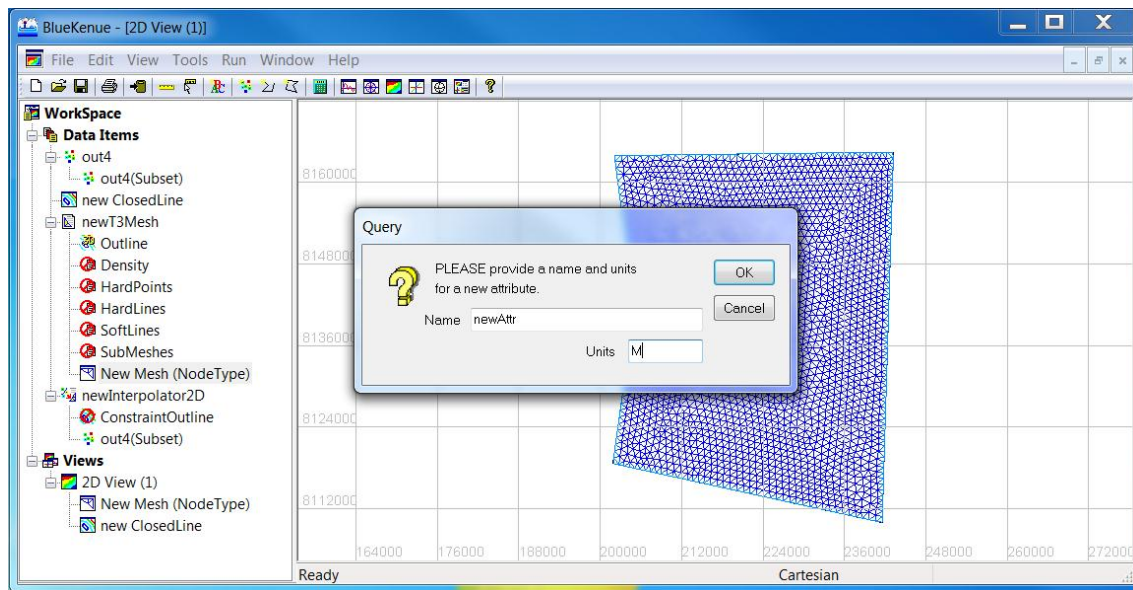 BlueKenue - [2D View (1)]
File Edit View Tools Run Window Help
WorkSpace
Data Items
out4
out4(Subset)
new ClosedLine
newT3Mesh
Outline
Density
HardPoints
HardLines
SoftLines
SubMeshes
New Mesh (NodeType)
newInterpolator2D
ConstraintOutline
out4(Subset)
Views
2D View (1)
New Mesh (NodeType)
new ClosedLine
8160000
8148000
8136000
8124000
8112000
164000 176000 188000 200000 212000 224000 236000 248000 260000 272000
Query
PLEASE provide a name and units
for a new attribute.
OK
Cancel
Name newAttr
Units M
Ready Cartesian